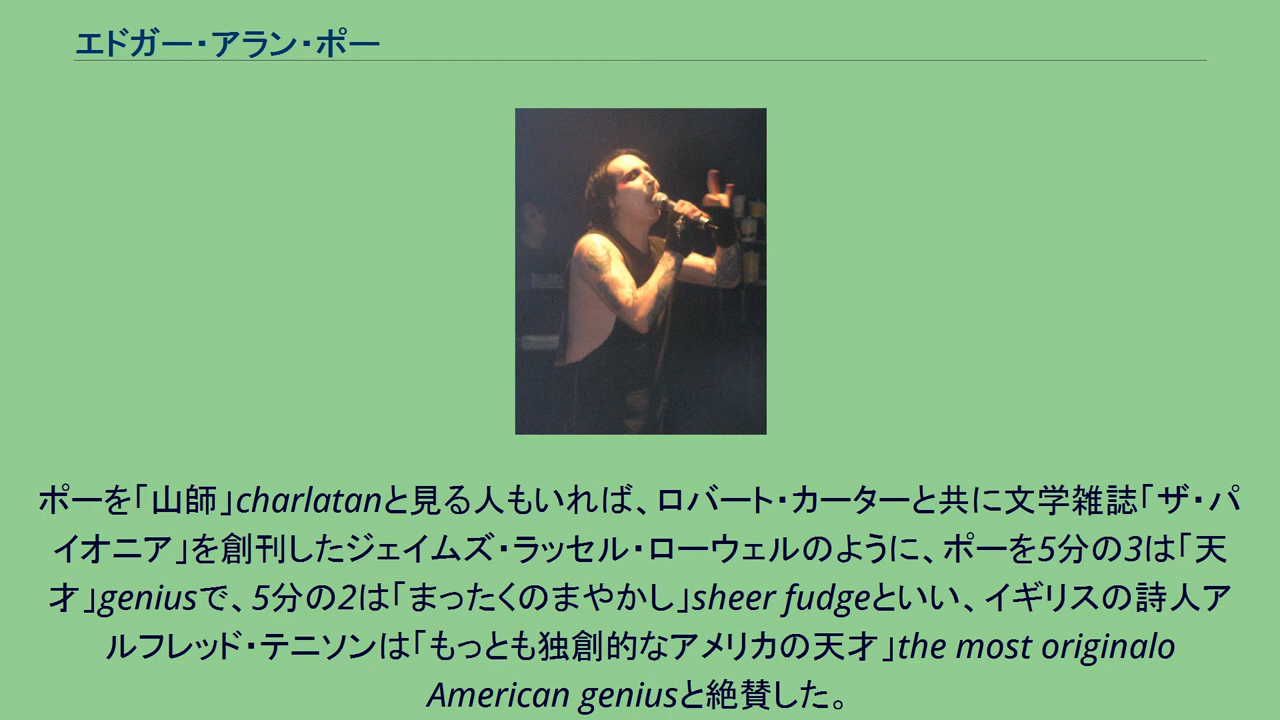 エドガー・アラン・ポー
ポーを「山師」charlatanと見る人もいれば、ロバート・カーターと共に文学雑誌「ザ・パ
イオニア」を創刊したジェイムズ・ラッセル・ローウェルのように、ポーを5分の3は「天
才」geniusで、5分の2は「まったくのまやかし」sheer fudgeといい、イギリスの詩人ア
ルフレッド・テニソンは「もっとも独創的なアメリカの天才」the most originalo
American geniusと絶賛した。